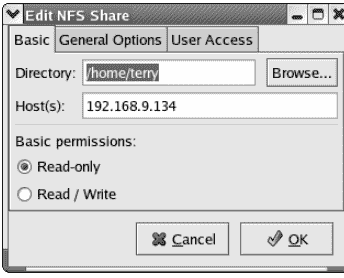 Edit NFS Share
Basic General Options User Access
Directory: /home/terry Browse...
Host(s): 192.168.9.134
Basic permissions:
Read-only
Read / Write
Cancel OK